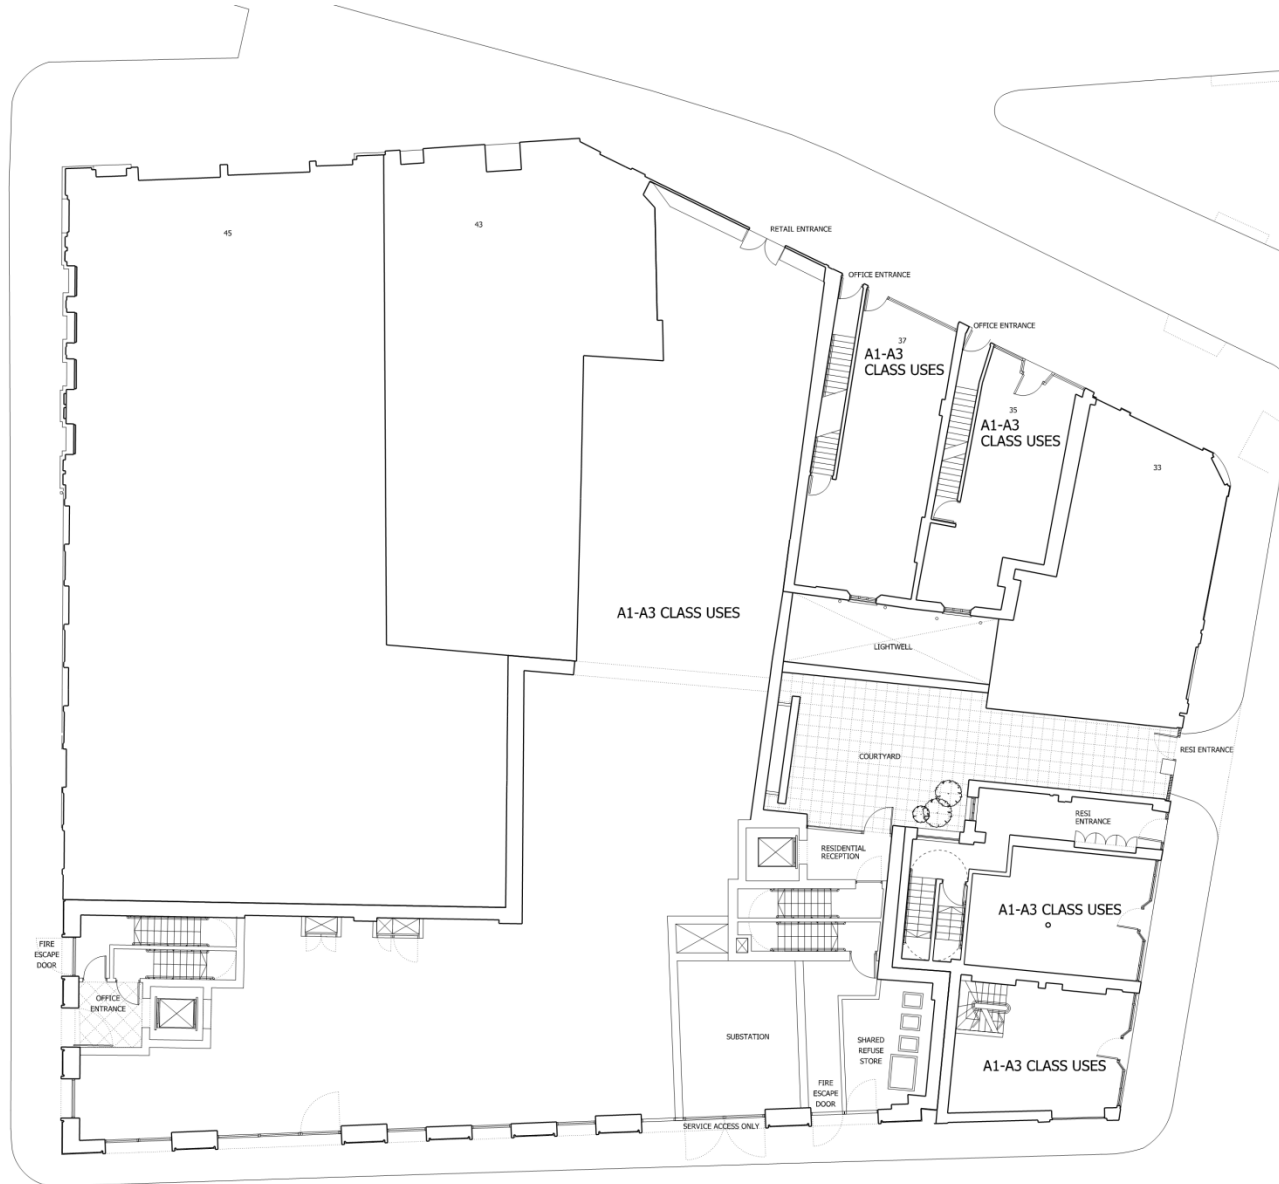 45
43
RETAIL ENTRANCE
OFFICE ENTRANCE
OFFICE ENTRANCE
37
A1-A3
CLASS USES
35
A1-A3
CLASS USES
33
A1-A3 CLASS USES
LIGHTWELL
COURTYARD
RESI ENTRANCE
RESI
ENTRANCE
RESIDENTIAL
RECEPTION
A1-A3 CLASS USES
FIRE
ESCAPE
DOOR
OFFICE
ENTRANCE
SUBSTATION
SHARED
REFUSE
STORE
A1-A3 CLASS USES
FIRE
ESCAPE
DOOR
SERVICE ACCESS ONLY